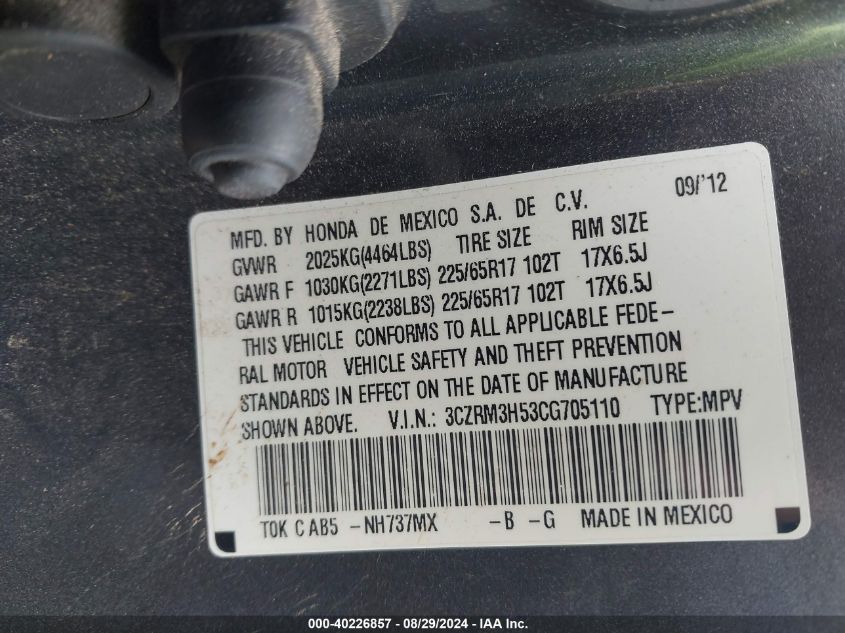 MFD. BY HONDA DE MEXICO S.A. DE C.V. 09/'12
GVWR 2025KG(4464LBS) TIRE SIZE RIM SIZE
GAWR F 1030KG(2271LBS) 225/65R17 102T 17X6.5J
GAWR R 1015KG(2238LBS) 225/65R17 102T 17X6.5J
THIS VEHICLE CONFORMS TO ALL APPLICABLE FEDE-
RAL MOTOR VEHICLE SAFETY AND THEFT PREVENTION
STANDARDS IN EFFECT ON THE DATE OF MANUFACTURE
SHOWN ABOVE. V.I.N.: 3CZRM3H53CG705110 TYPE:MPV
T0K C AB5 -NH737MX -B -G MADE IN MEXICO
000-40226857 - 08/29/2024 - IAA Inc.